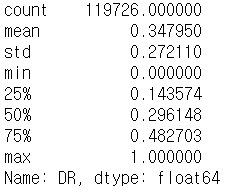 count    119726.000000
mean          0.347950
std           0.272110
min           0.000000
25%           0.143574
50%           0.296148
75%           0.482703
max           1.000000
Name: DR, dtype: float64